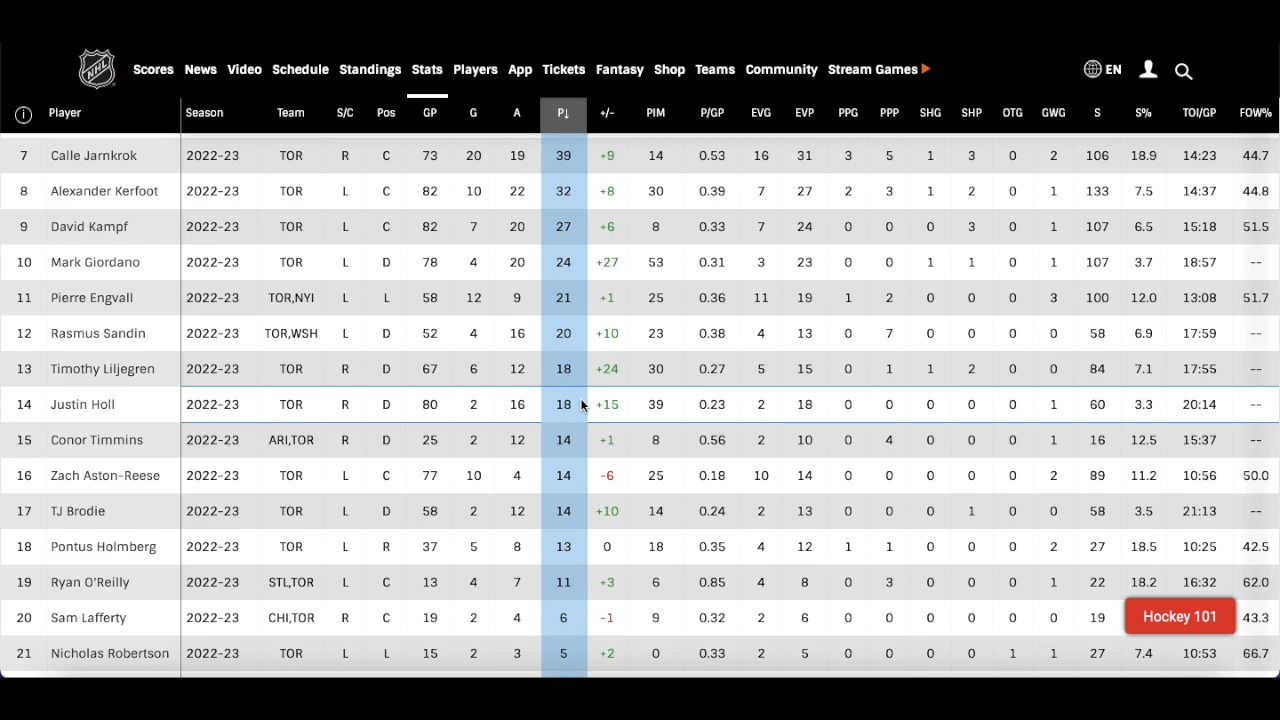 NHL Scores News Video Schedule Standings Stats Players App Tickets Fantasy Shop Teams Community Stream Games EN
i Player Season Team S/C Pos GP G A P↓ +/- PIM P/GP EVG EVP PPG PPP SHG SHP OTG GWG S S% TOI/GP FOW%
7 Calle Jarnkrok 2022-23 TOR R C 73 20 19 39 +9 14 0.53 16 31 3 5 1 3 0 2 106 18.9 14:23 44.7
8 Alexander Kerfoot 2022-23 TOR L C 82 10 22 32 +8 30 0.39 7 27 2 3 1 2 0 1 133 7.5 14:37 44.8
9 David Kampf 2022-23 TOR L C 82 7 20 27 +6 8 0.33 7 24 0 0 0 3 0 1 107 6.5 15:18 51.5
10 Mark Giordano 2022-23 TOR L D 78 4 20 24 +27 53 0.31 3 23 0 0 1 1 0 1 107 3.7 18:57 --
11 Pierre Engvall 2022-23 TOR,NYI L L 58 12 9 21 +1 25 0.36 11 19 1 2 0 0 0 3 100 12.0 13:08 51.7
12 Rasmus Sandin 2022-23 TOR,WSH L D 52 4 16 20 +10 23 0.38 4 13 0 7 0 0 0 0 58 6.9 17:59 --
13 Timothy Liljegren 2022-23 TOR R D 67 6 12 18 +24 30 0.27 5 15 0 1 1 2 0 0 84 7.1 17:55 --
14 Justin Holl 2022-23 TOR R D 80 2 16 18 +15 39 0.23 2 18 0 0 0 0 0 1 60 3.3 20:14 --
15 Conor Timmins 2022-23 ARI,TOR R D 25 2 12 14 +1 8 0.56 2 10 0 4 0 0 0 1 16 12.5 15:37 --
16 Zach Aston-Reese 2022-23 TOR L C 77 10 4 14 -6 25 0.18 10 14 0 0 0 0 0 2 89 11.2 10:56 50.0
17 TJ Brodie 2022-23 TOR L D 58 2 12 14 +10 14 0.24 2 13 0 0 0 1 0 0 58 3.5 21:13 --
18 Pontus Holmberg 2022-23 TOR L R 37 5 8 13 0 18 0.35 4 12 1 1 0 0 0 2 27 18.5 10:25 42.5
19 Ryan O'Reilly 2022-23 STL,TOR L C 13 4 7 11 +3 6 0.85 4 8 0 3 0 0 0 1 22 18.2 16:32 62.0
20 Sam Lafferty 2022-23 CHI,TOR R C 19 2 4 6 -1 9 0.32 2 6 0 0 0 0 0 0 19 Hockey 101 43.3
21 Nicholas Robertson 2022-23 TOR L L 15 2 3 5 +2 0 0.33 2 5 0 0 0 0 1 1 27 7.4 10:53 66.7